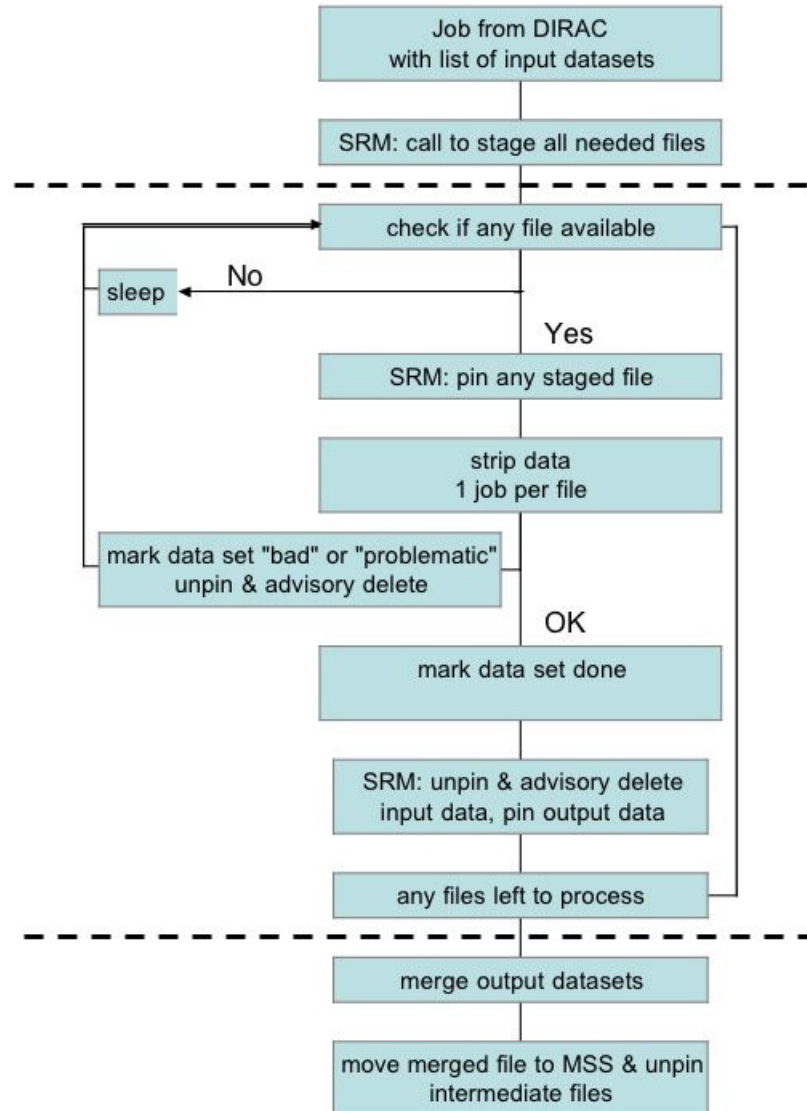 Job from DIRAC
with list of input datasets
SRM: call to stage all needed files
check if any file available
No
sleep
Yes
SRM: pin any staged file
strip data
1 job per file
mark data set "bad" or "problematic"
unpin & advisory delete
OK
mark data set done
SRM: unpin & advisory delete
input data, pin output data
any files left to process
merge output datasets
move merged file to MSS & unpin
intermediate files